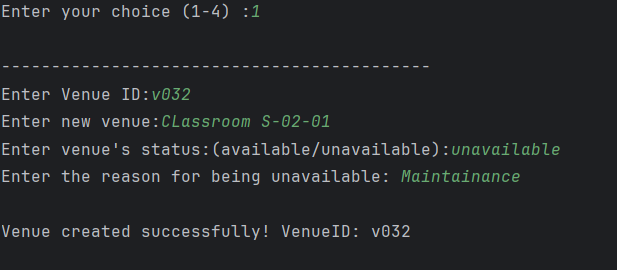 Enter your choice (1-4) :1
-------------------------------------------
Enter Venue ID:v032
Enter new venue:CLassroom S-02-01
Enter venue's status:(available/unavailable):unavailable
Enter the reason for being unavailable: Maintainance
Venue created successfully! VenueID: v032